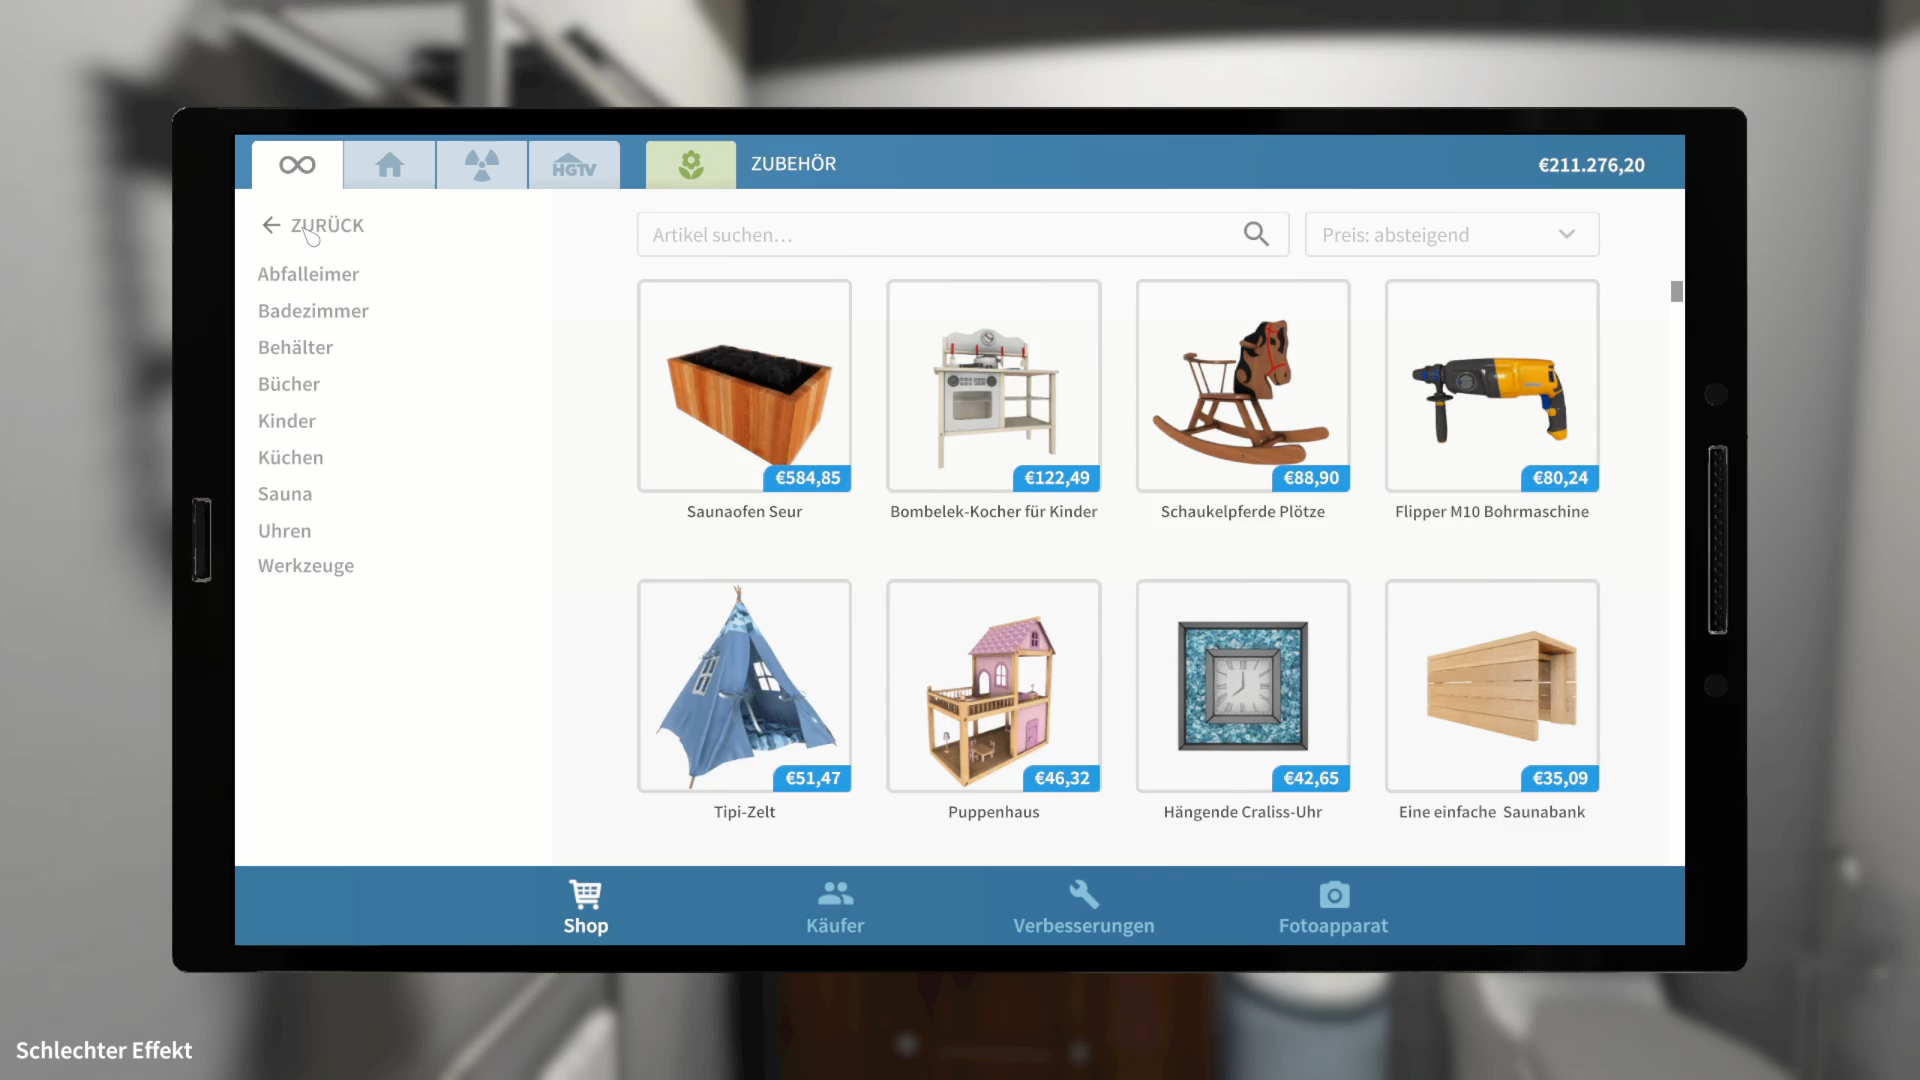 HGTV
ZUBEHÖR
€211.276,20
ZURÜCK
Abfalleimer
Badezimmer
Behälter
Bücher
Kinder
Küchen
Sauna
Uhren
Werkzeuge
Artikel suchen...
Preis: absteigend
€584,85
€122,49
€88,90
€80,24
Saunaofen Seur
Bombelek-Kocher für Kinder
Schaukelpferde Plötze
Flipper M10 Bohrmaschine
€51,47
€46,32
€42,65
€35,09
Tipi-Zelt
Puppenhaus
Hängende Craliss-Uhr
Eine einfache Saunabank
Shop
Käufer
Verbesserungen
Fotoapparat
Schlechter Effekt